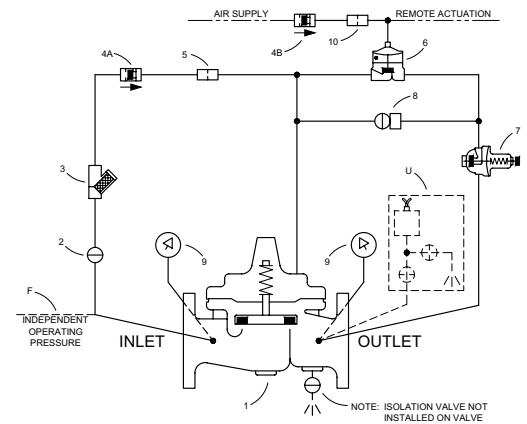 AIR SUPPLY
REMOTE ACTUATION
4B
10
6
4A
5
8
7
3
U
2
9
9
F
INDEPENDENT
OPERATING
PRESSURE
INLET
OUTLET
1
NOTE: ISOLATION VALVE NOT
INSTALLED ON VALVE